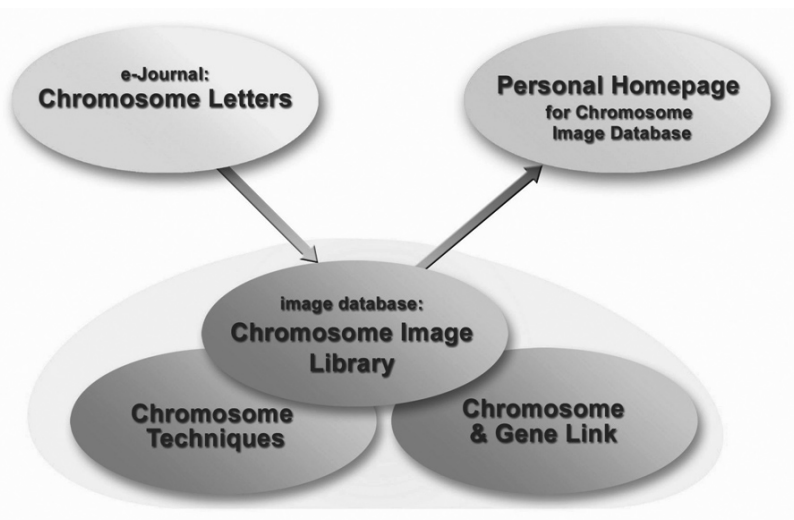 e-Journal:
Chromosome Letters
Personal Homepage
for Chromosome
Image Database
image database:
Chromosome Image
Library
Chromosome
Techniques
Chromosome
& Gene Link